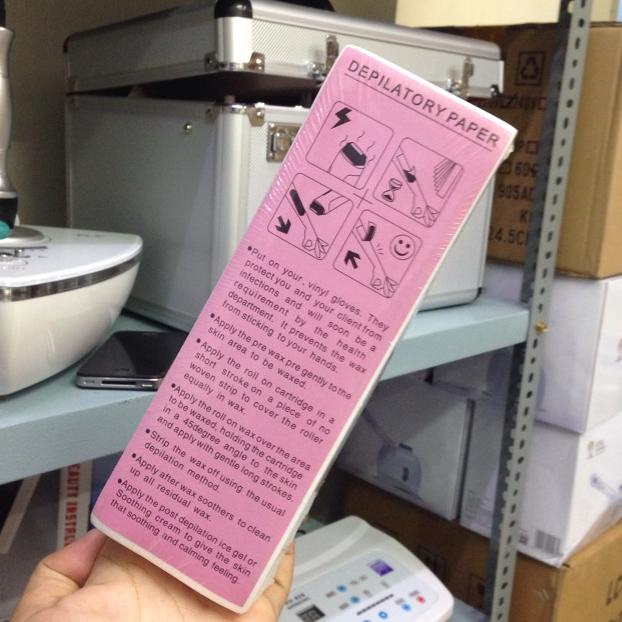 DEPILATORY PAPER
•Put on your . vinyl gloves. They
protect you and your client from
infections and will soon be a
requirement by the health
department. It prevents the wax
from sticking to your hands.
•Apply the pre wax pre gently to the
skin area to be waxed.
•Apply the roll on cartridge in a
short stroke on a piece of no
woven strip to cover the roller
equally in wax.
•Apply the roll on wax over the area
to be waxed, holding the cartridge
in a 45degree angle to the skin
and apply with gentle long strokes.
•Strip the wax off using the usual
depilation method.
•Apply after wax soothers to clean
up all residual wax.
•Apply the post depilation ice gel or
Soothing cream to give the skin
that soothing and calming feeling.